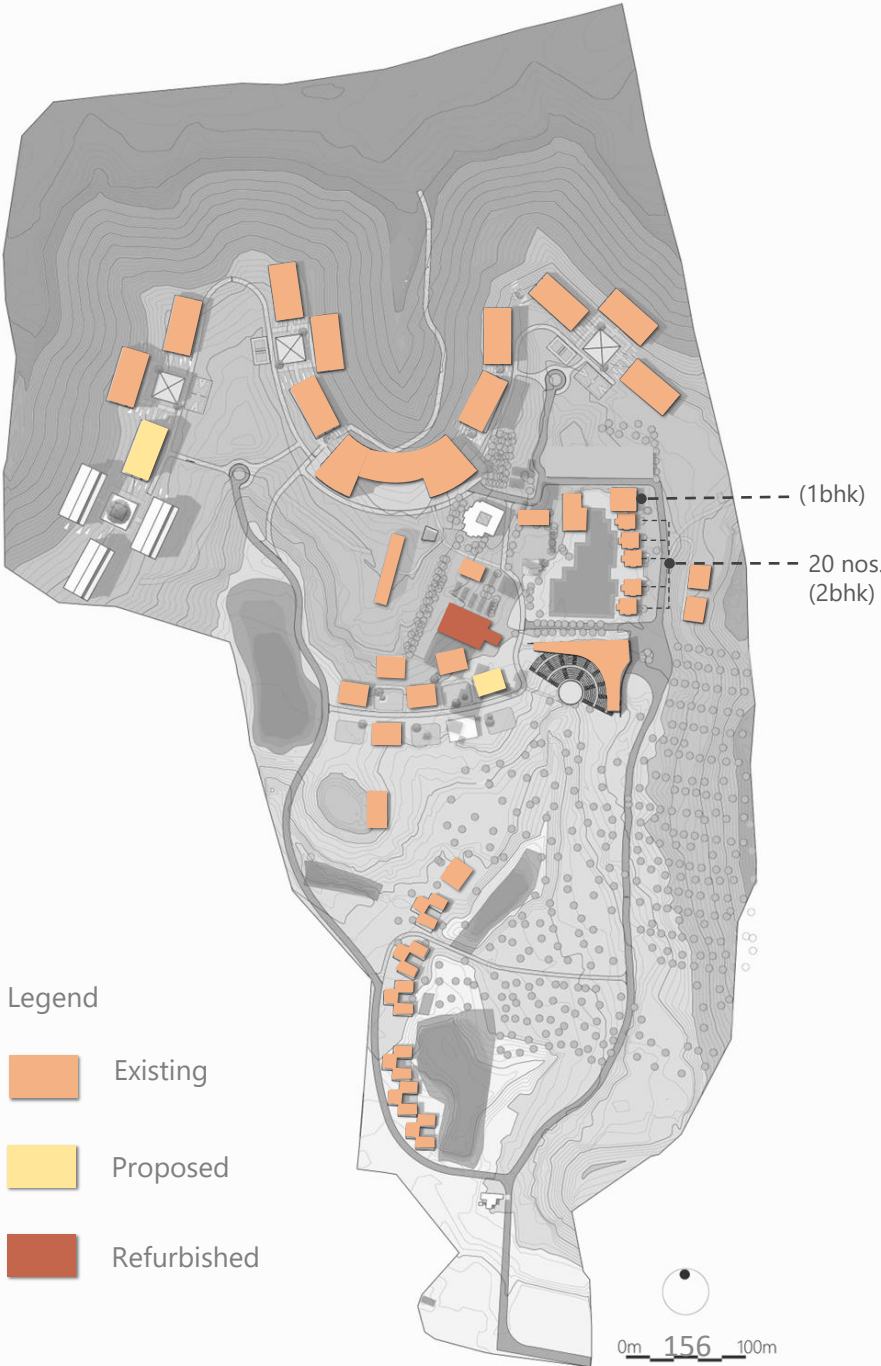 (1bhk)
20 nos.
(2bhk)
Legend
Existing
Proposed
Refurbished
0m 156 100m